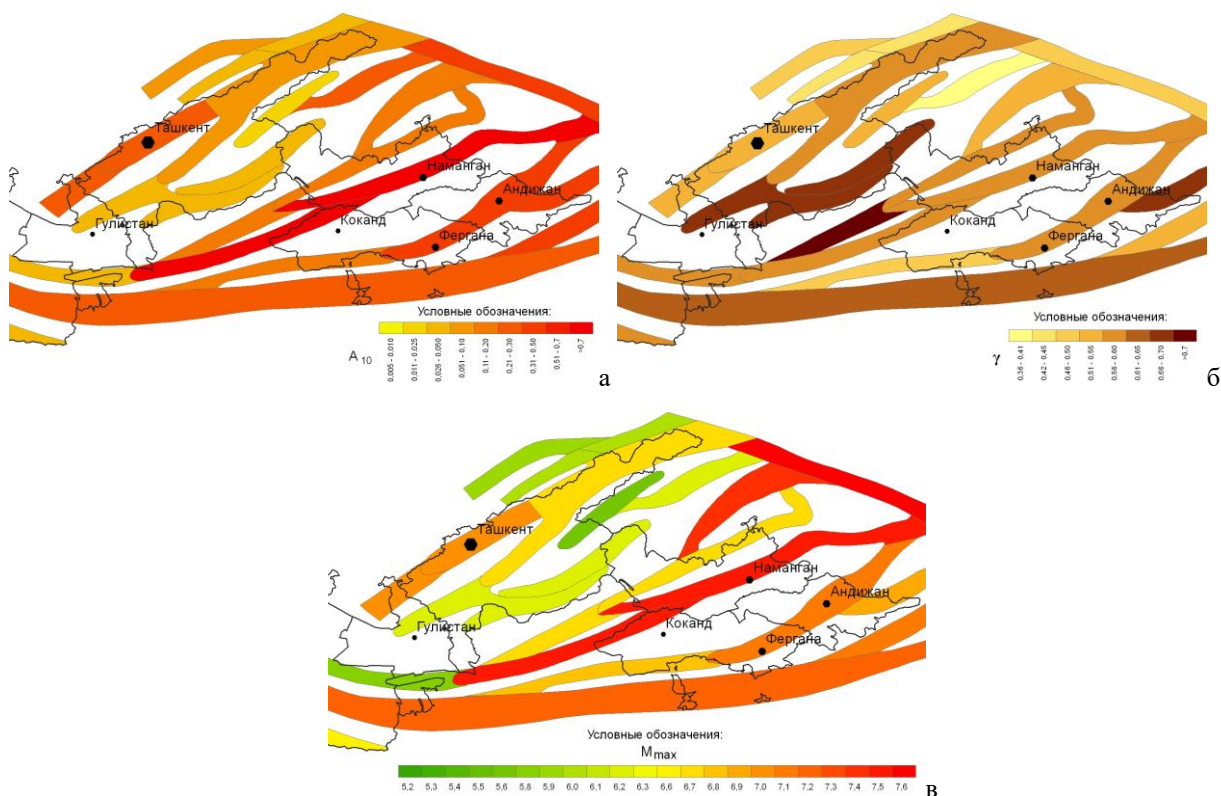 Ташкент
Гулистан
Наманган
Андижан
Коканд
Фергана
Условные обозначения:
A 10
0.005 - 0.010
0.011 - 0.025
0.026 - 0.050
0.051 - 0.10
0.11 - 0.20
0.21 - 0.30
0.31 - 0.50
0.51 - 0.7
>0.7
а
Ташкент
Гулистан
Наманган
Андижан
Коканд
Фергана
Условные обозначения:
γ
0.36 - 0.41
0.42 - 0.45
0.46 - 0.50
0.51 - 0.55
0.56 - 0.60
0.61 - 0.65
0.66 - 0.70
>0.7
б
Ташкент
Гулистан
Наманган
Андижан
Коканд
Фергана
Условные обозначения:
M max
5,2 5,3 5,4 5,5 5,8 5,9 6,0 6,1 6,2 6,3 6,6 6,7 6,8 6,9 7,0 7,1 7,2 7,3 7,4 7,5 7,6
в